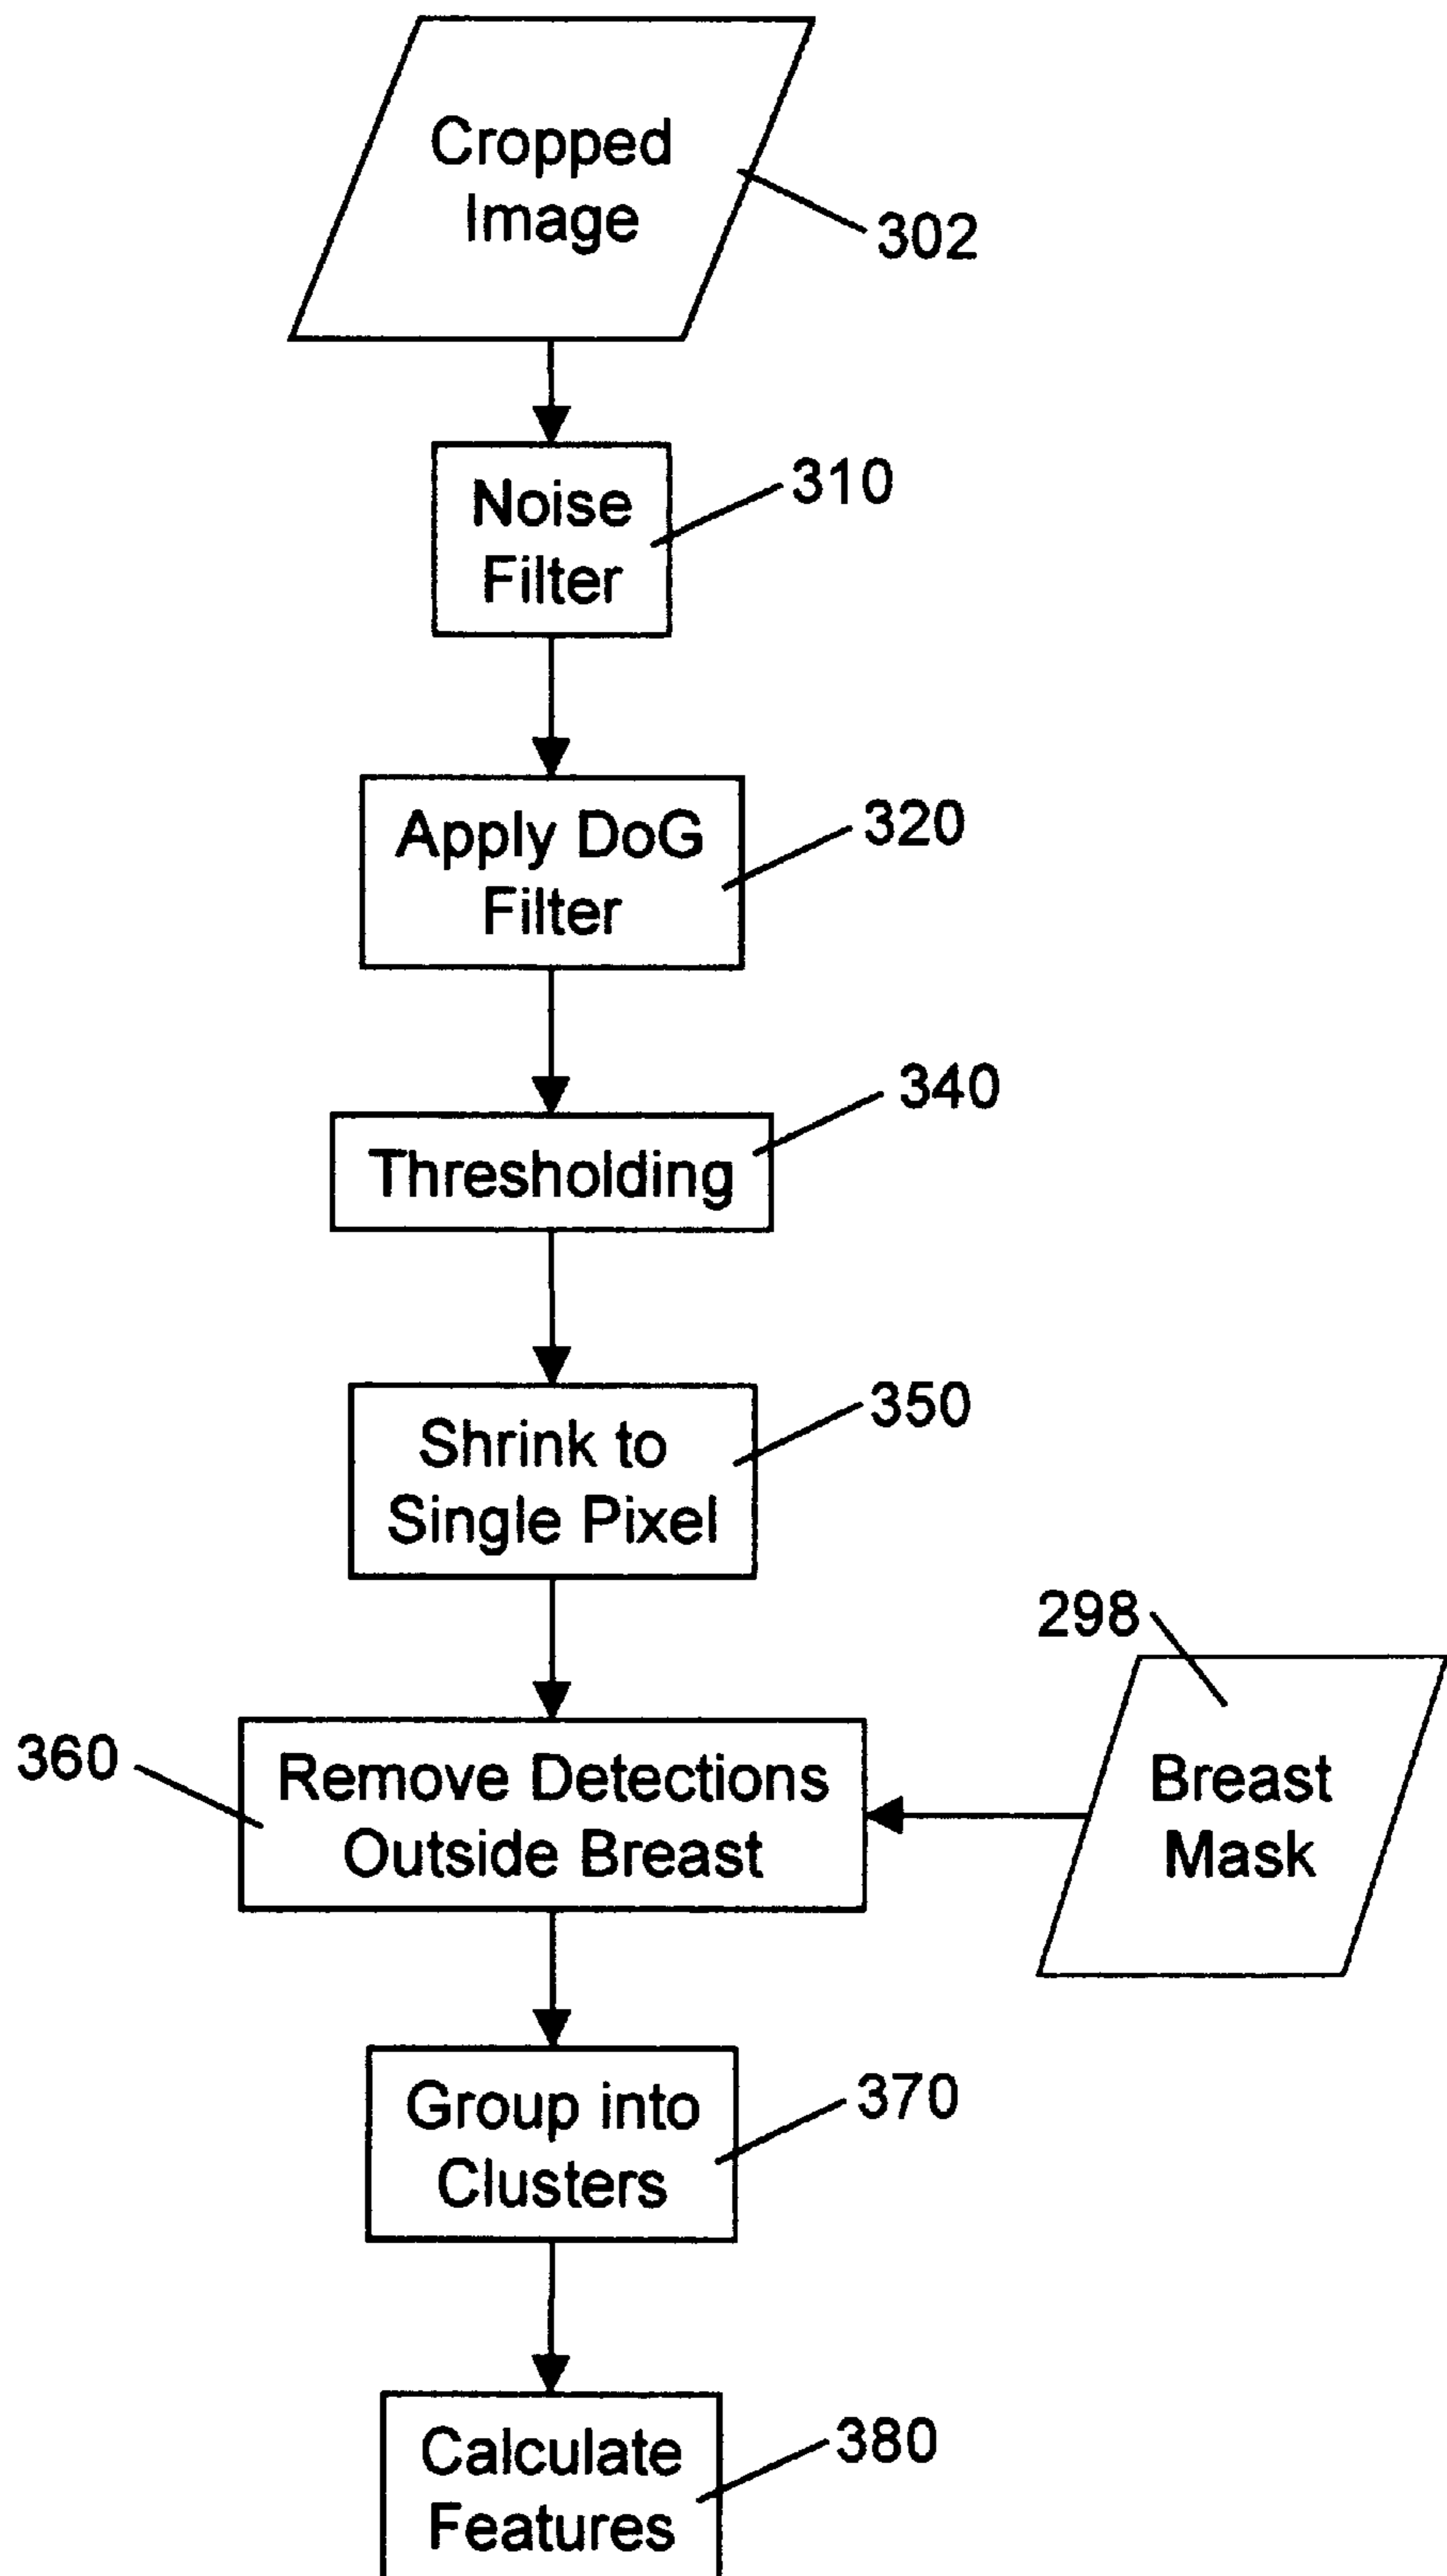 Cropped
Image
302
Noise
Filter
310
Apply DoG
Filter
320
Thresholding
340
Shrink to
Single Pixel
350
298
360
Remove Detections
Outside Breast
Breast
Mask
Group into
Clusters
370
Calculate
Features
380